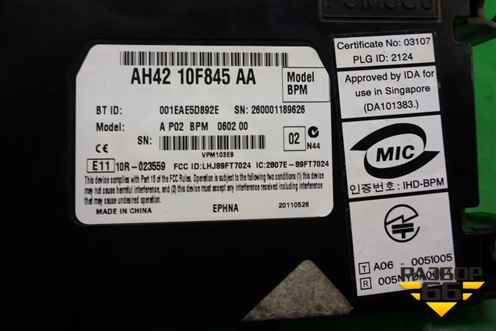 AH42 10F845 AA
Model
BPM
BT ID: 001EAE5D892E SN: 260001189626
Model: A P02 BPM 0602 00
SN:
02
N44
VPM103E9
E11 10R-023559 FCC ID:LHJ89FT7024 IC:2807E-89FT7024
This device complies with Part 15 of the FCC Rules. Operation is subject to the following two conditions (1) this device
may not cause harmful interference, and (2) this device must accept any interference received, including interference
that may cause undesired operation.
CE EPHNA 20110526
Certificate No: 03107
PLG ID: 2124
Approved by IDA for
use in Singapore
(DA101383.)
MIC
인증번호: IHD-BPM
T A06 - 0051005
R 005NYDA0
РАЗБОР
66